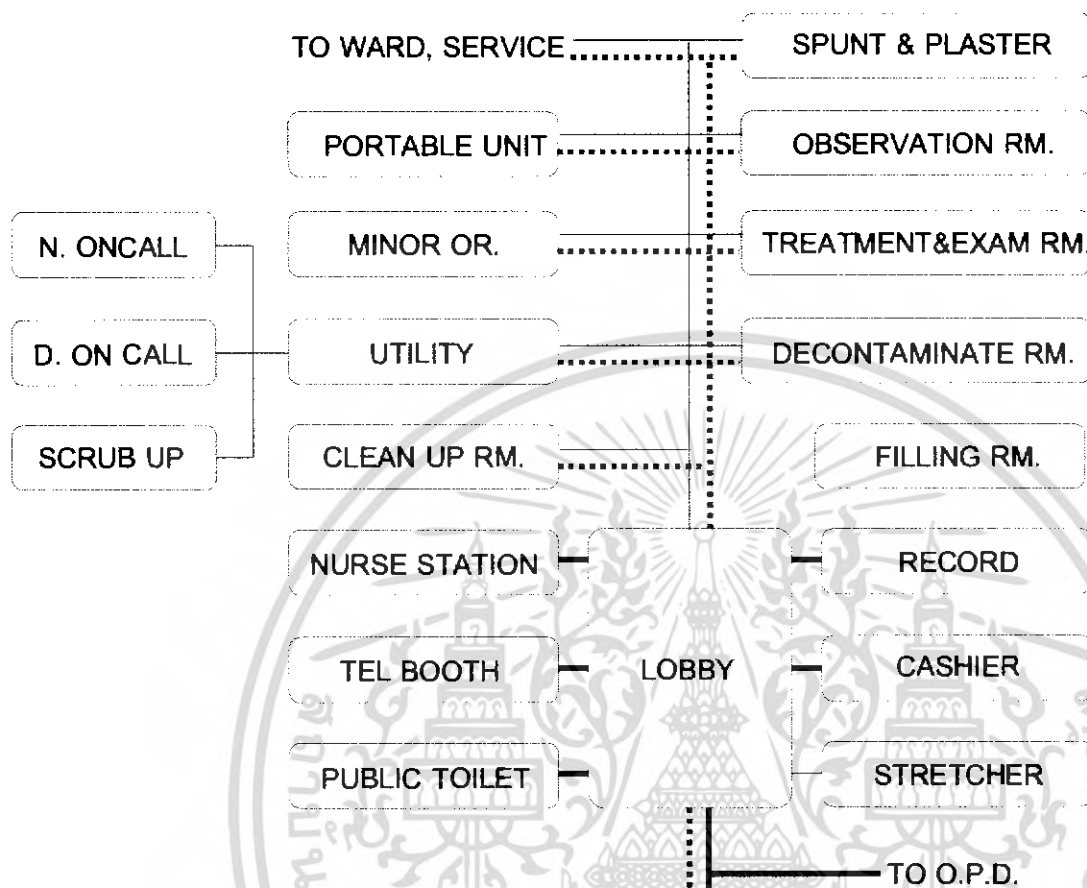 TO WARD, SERVICE
SPUNT & PLASTER
PORTABLE UNIT
OBSERVATION RM.
N. ONCALL
MINOR OR.
TREATMENT&EXAM RM.
D. ON CALL
UTILITY
DECONTAMINATE RM.
SCRUB UP
CLEAN UP RM.
FILLING RM.
NURSE STATION
RECORD
TEL BOOTH
LOBBY
CASHIER
PUBLIC TOILET
STRETCHER
TO O.P.D.